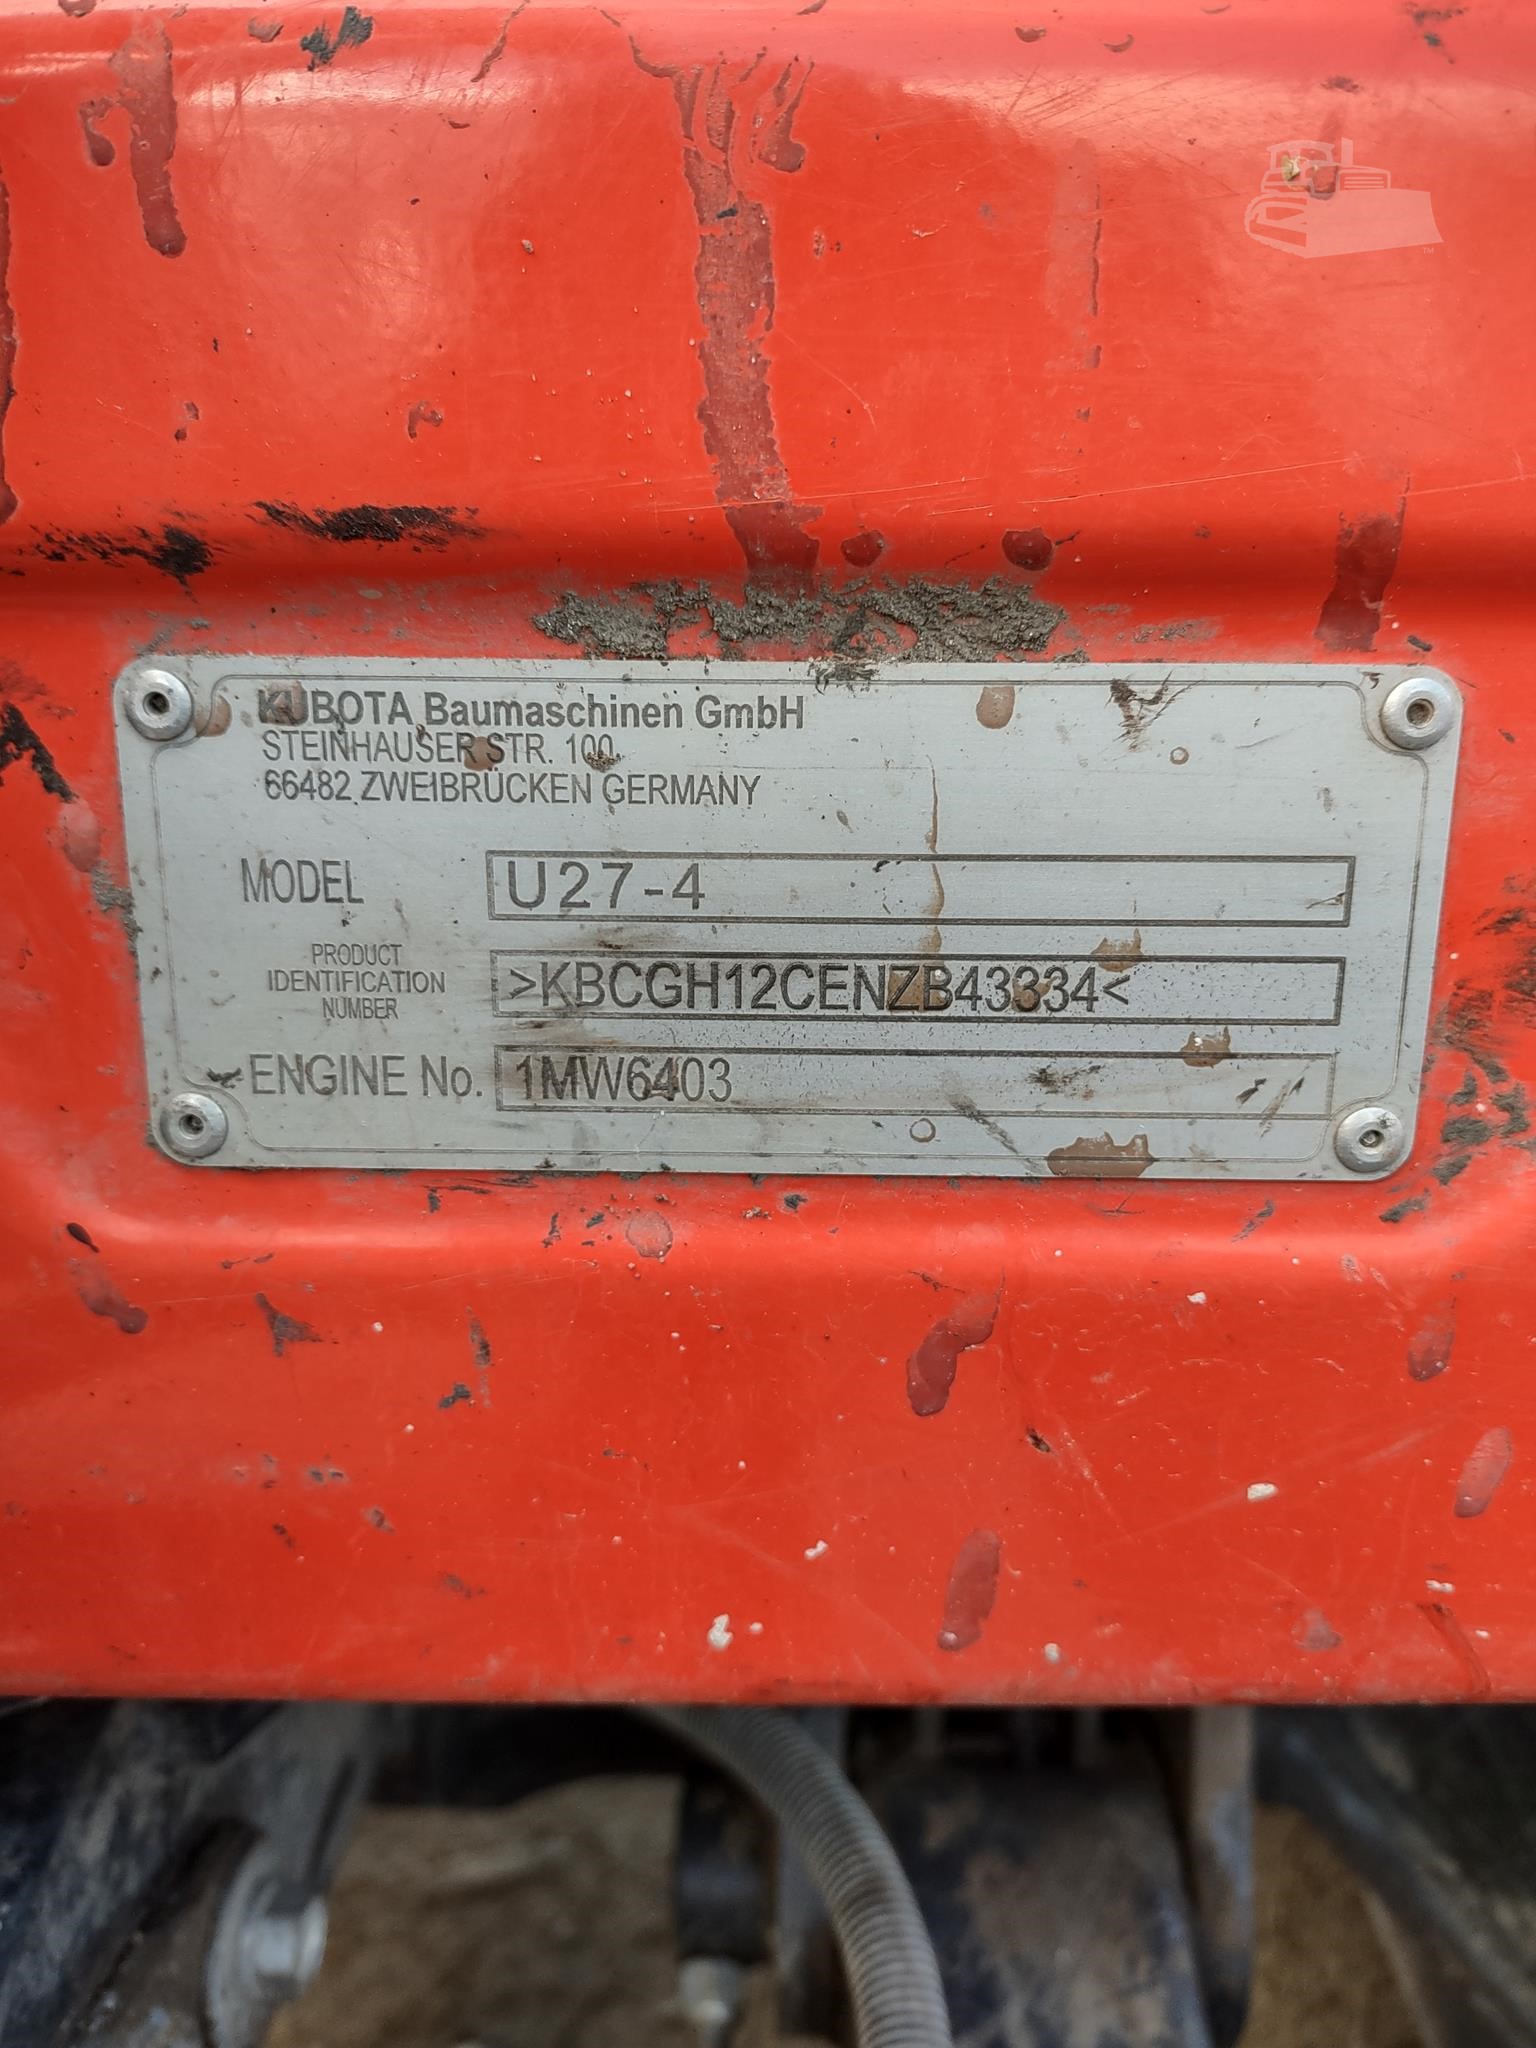 KUBOTA Baumaschinen GmbH
STEINHAUSER STR. 100
66482 ZWEIBRÜCKEN GERMANY
MODEL U27-4
PRODUCT
IDENTIFICATION
NUMBER
>KBCGH12CENZB43334<
ENGINE No. 1MW6403
TM